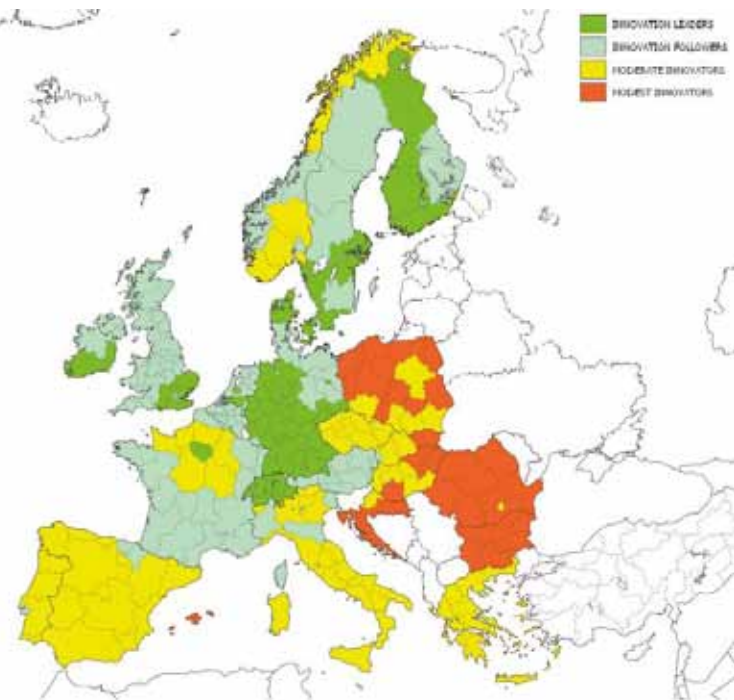 INNOVATION LEADERS
INNOVATION FOLLOWERS
MODERATE INNOVATORS
MODEST INNOVATORS